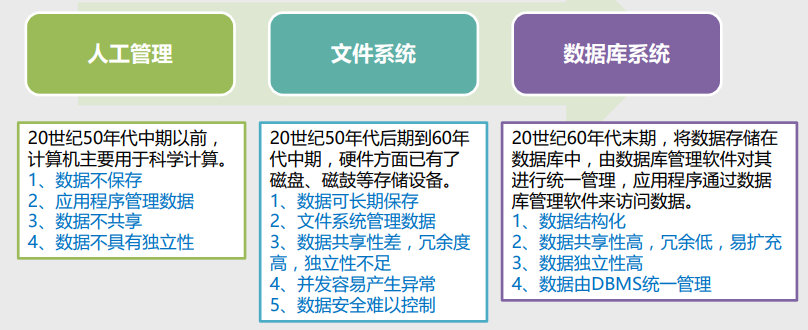 人工管理
文件系统
数据库系统
20世纪50年代中期以前，
计算机主要用于科学计算。
1、数据不保存
2、应用程序管理数据
3、数据不共享
4、数据不具有独立性
20世纪50年代后期到60年
代中期，硬件方面已有了
磁盘、磁鼓等存储设备。
1、数据可长期保存
2、文件系统管理数据
3、数据共享性差，冗余度
高，独立性不足
4、并发容易产生异常
5、数据安全难以控制
20世纪60年代末期，将数据存储在
数据库中，由数据库管理软件对其
进行统一管理，应用程序通过数据
库管理软件来访问数据。
1、数据结构化
2、数据共享性高，冗余低，易扩充
3、数据独立性高
4、数据由DBMS统一管理